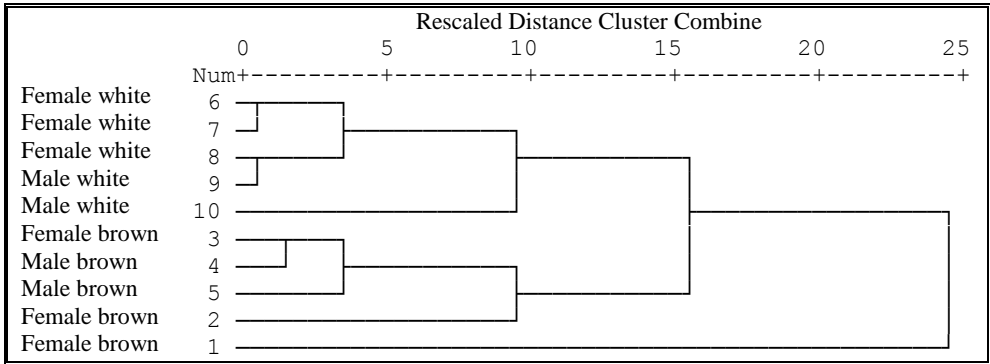 Rescaled Distance Cluster Combine
0 5 10 15 20 25
Num+---------+---------+---------+---------+---------+
Female white 6
Female white 7
Female white 8
Male white 9
Male white 10
Female brown 3
Male brown 4
Male brown 5
Female brown 2
Female brown 1